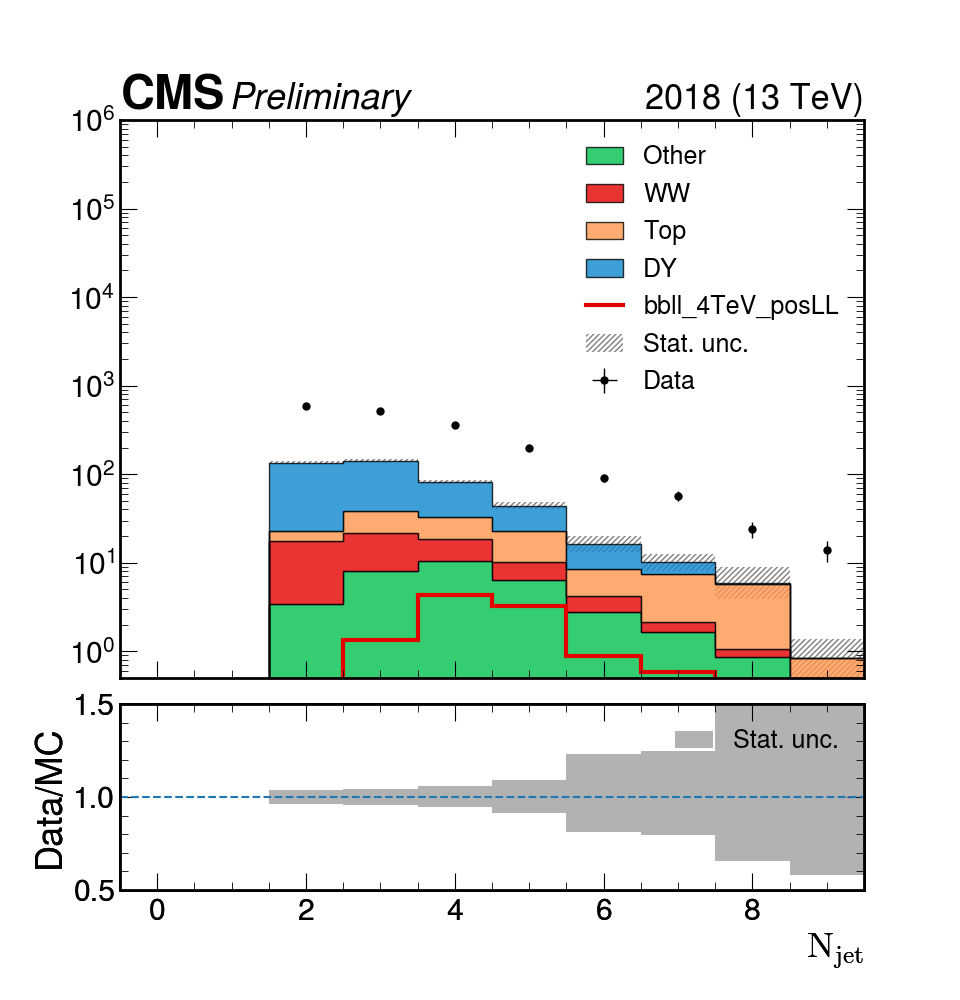 CMS Preliminary 2018 (13 TeV)
10^6
10^5
10^4
10^3
10^2
10^1
10^0
Other
WW
Top
DY
bbll_4TeV_posLL
Stat. unc.
Data
Data/MC
1.5
1.0
0.5
Stat. unc.
0 2 4 6 8
N_jet